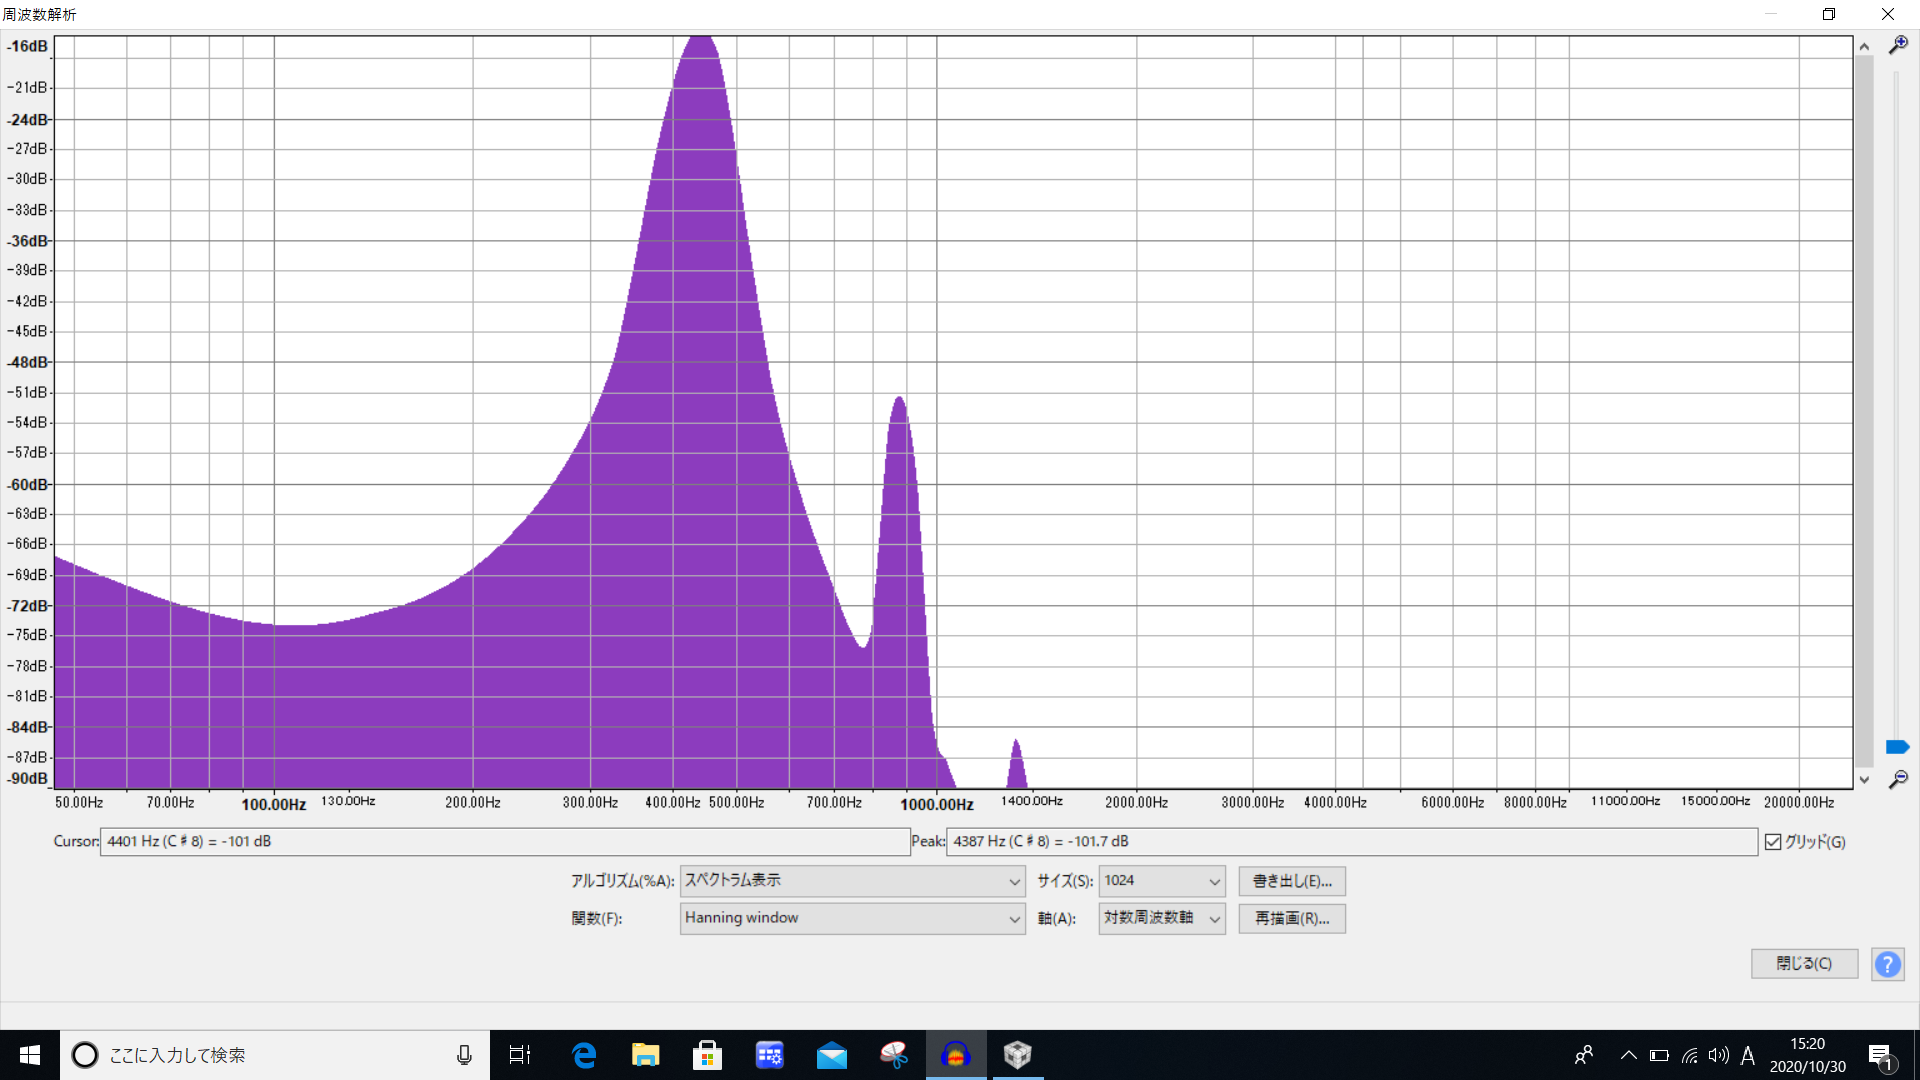 周波数解析
-16dB
-21dB
-24dB
-27dB
-30dB
-33dB
-36dB
-39dB
-42dB
-45dB
-48dB
-51dB
-54dB
-57dB
-60dB
-63dB
-66dB
-69dB
-72dB
-75dB
-78dB
-81dB
-84dB
-87dB
-90dB
50.00Hz 70.00Hz 100.00Hz 130.00Hz 200.00Hz 300.00Hz 400.00Hz 500.00Hz 700.00Hz 1000.00Hz 1400.00Hz 2000.00Hz 3000.00Hz 4000.00Hz 6000.00Hz 8000.00Hz 11000.00Hz 15000.00Hz 20000.00Hz
Cursor: 4401 Hz (C♯8) = -101 dB Peak: 4387 Hz (C♯8) = -101.7 dB グリッド(G)
アルゴリズム(%A): スペクトラム表示 サイズ(S): 1024 書き出し(E)...
関数(F): Hanning window 軸(A): 対数周波数軸 再描画(R)...
閉じる(C) ?
ここに入力して検索
A 15:20
2020/10/30 1